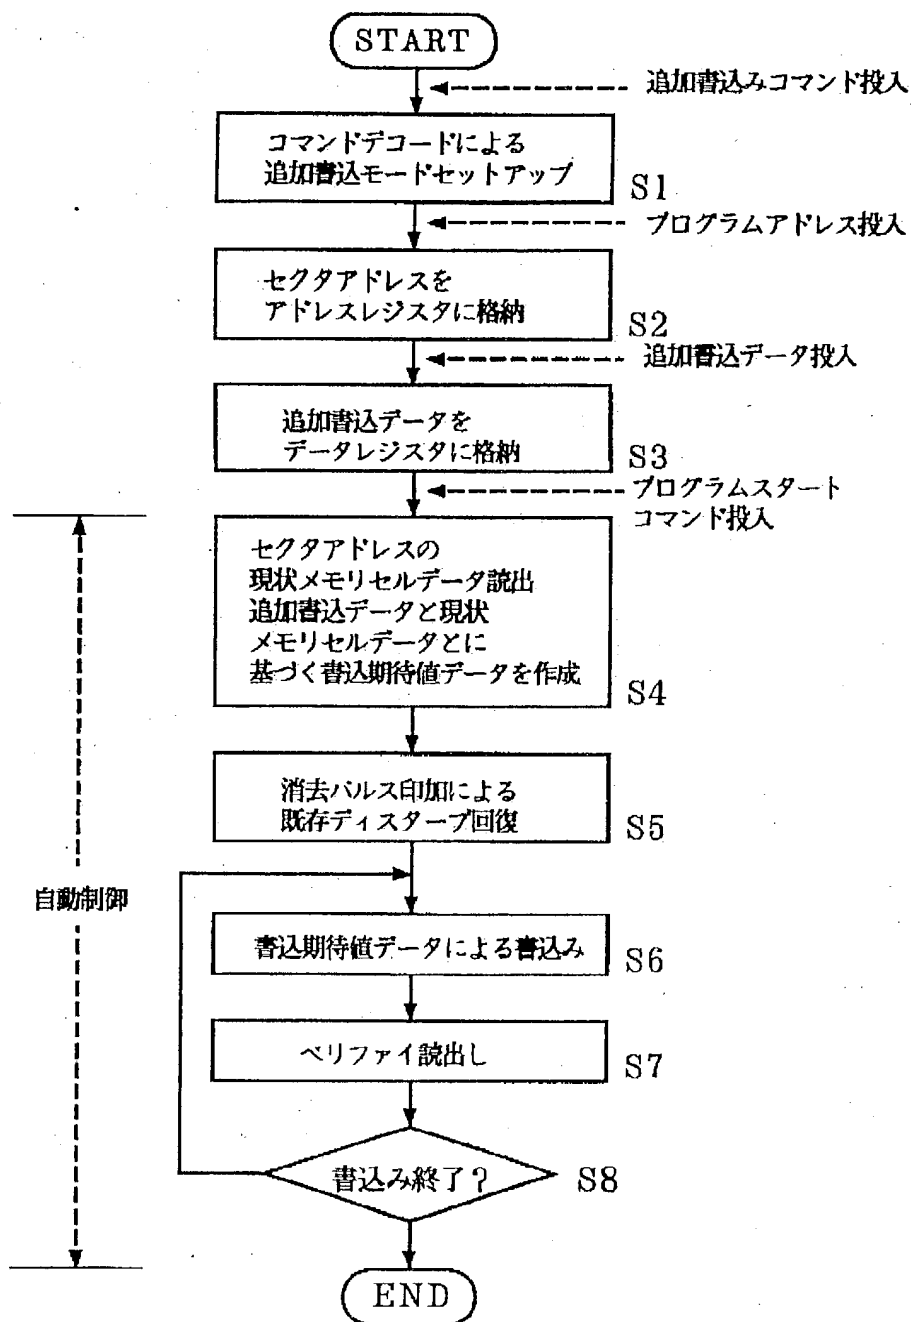 START
追加書込みコマンド投入
コマンドデコードによる
追加書込モードセットアップ
S1
プログラムアドレス投入
セクタアドレスを
アドレスレジスタに格納
S2
追加書込データ投入
追加書込データを
データレジスタに格納
S3
プログラムスタート
コマンド投入
セクタアドレスの
現状メモリセルデータ読出
追加書込データと現状
メモリセルデータとに
基づく書込期待値データを作成
S4
消去パルス印加による
既存ディスターブ回復
S5
自動制御
書込期待値データによる書込み
S6
ベリファイ読出し
S7
書込み終了?
S8
END